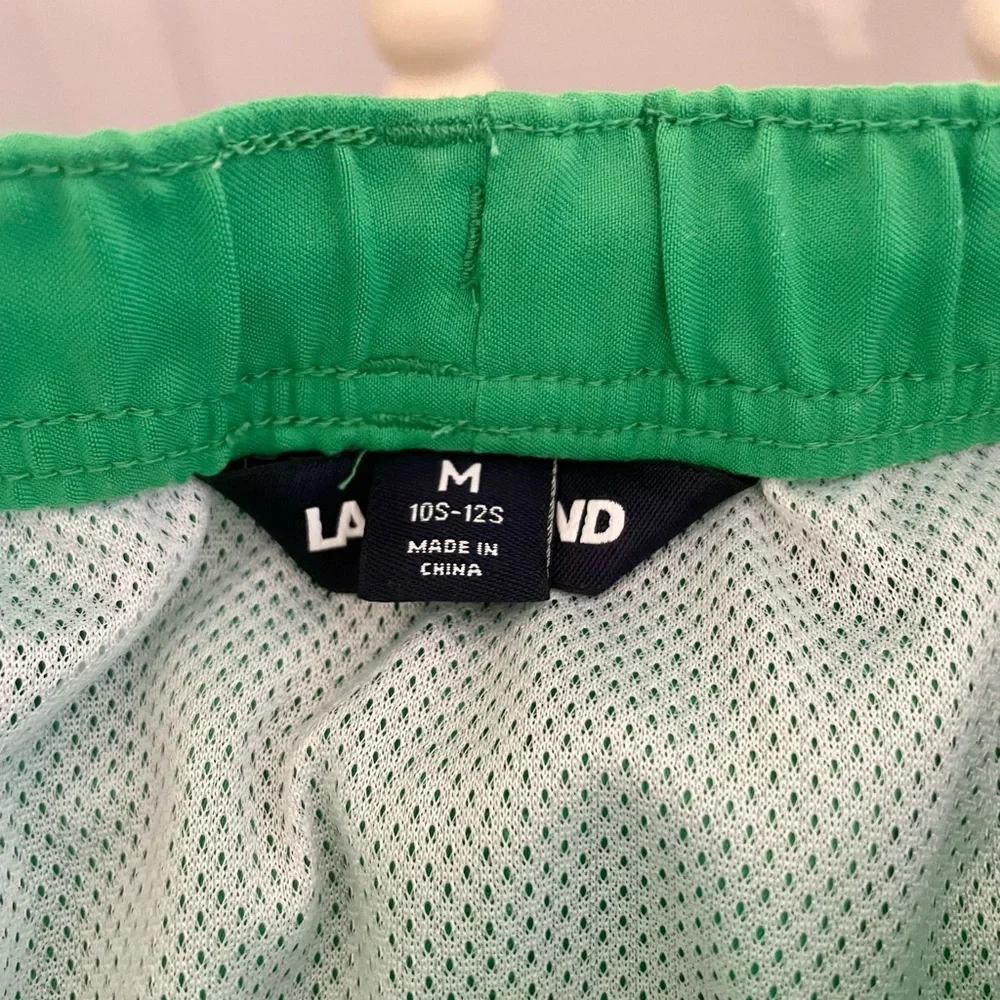 M
10S-12S
LA ND
MADE IN
CHINA